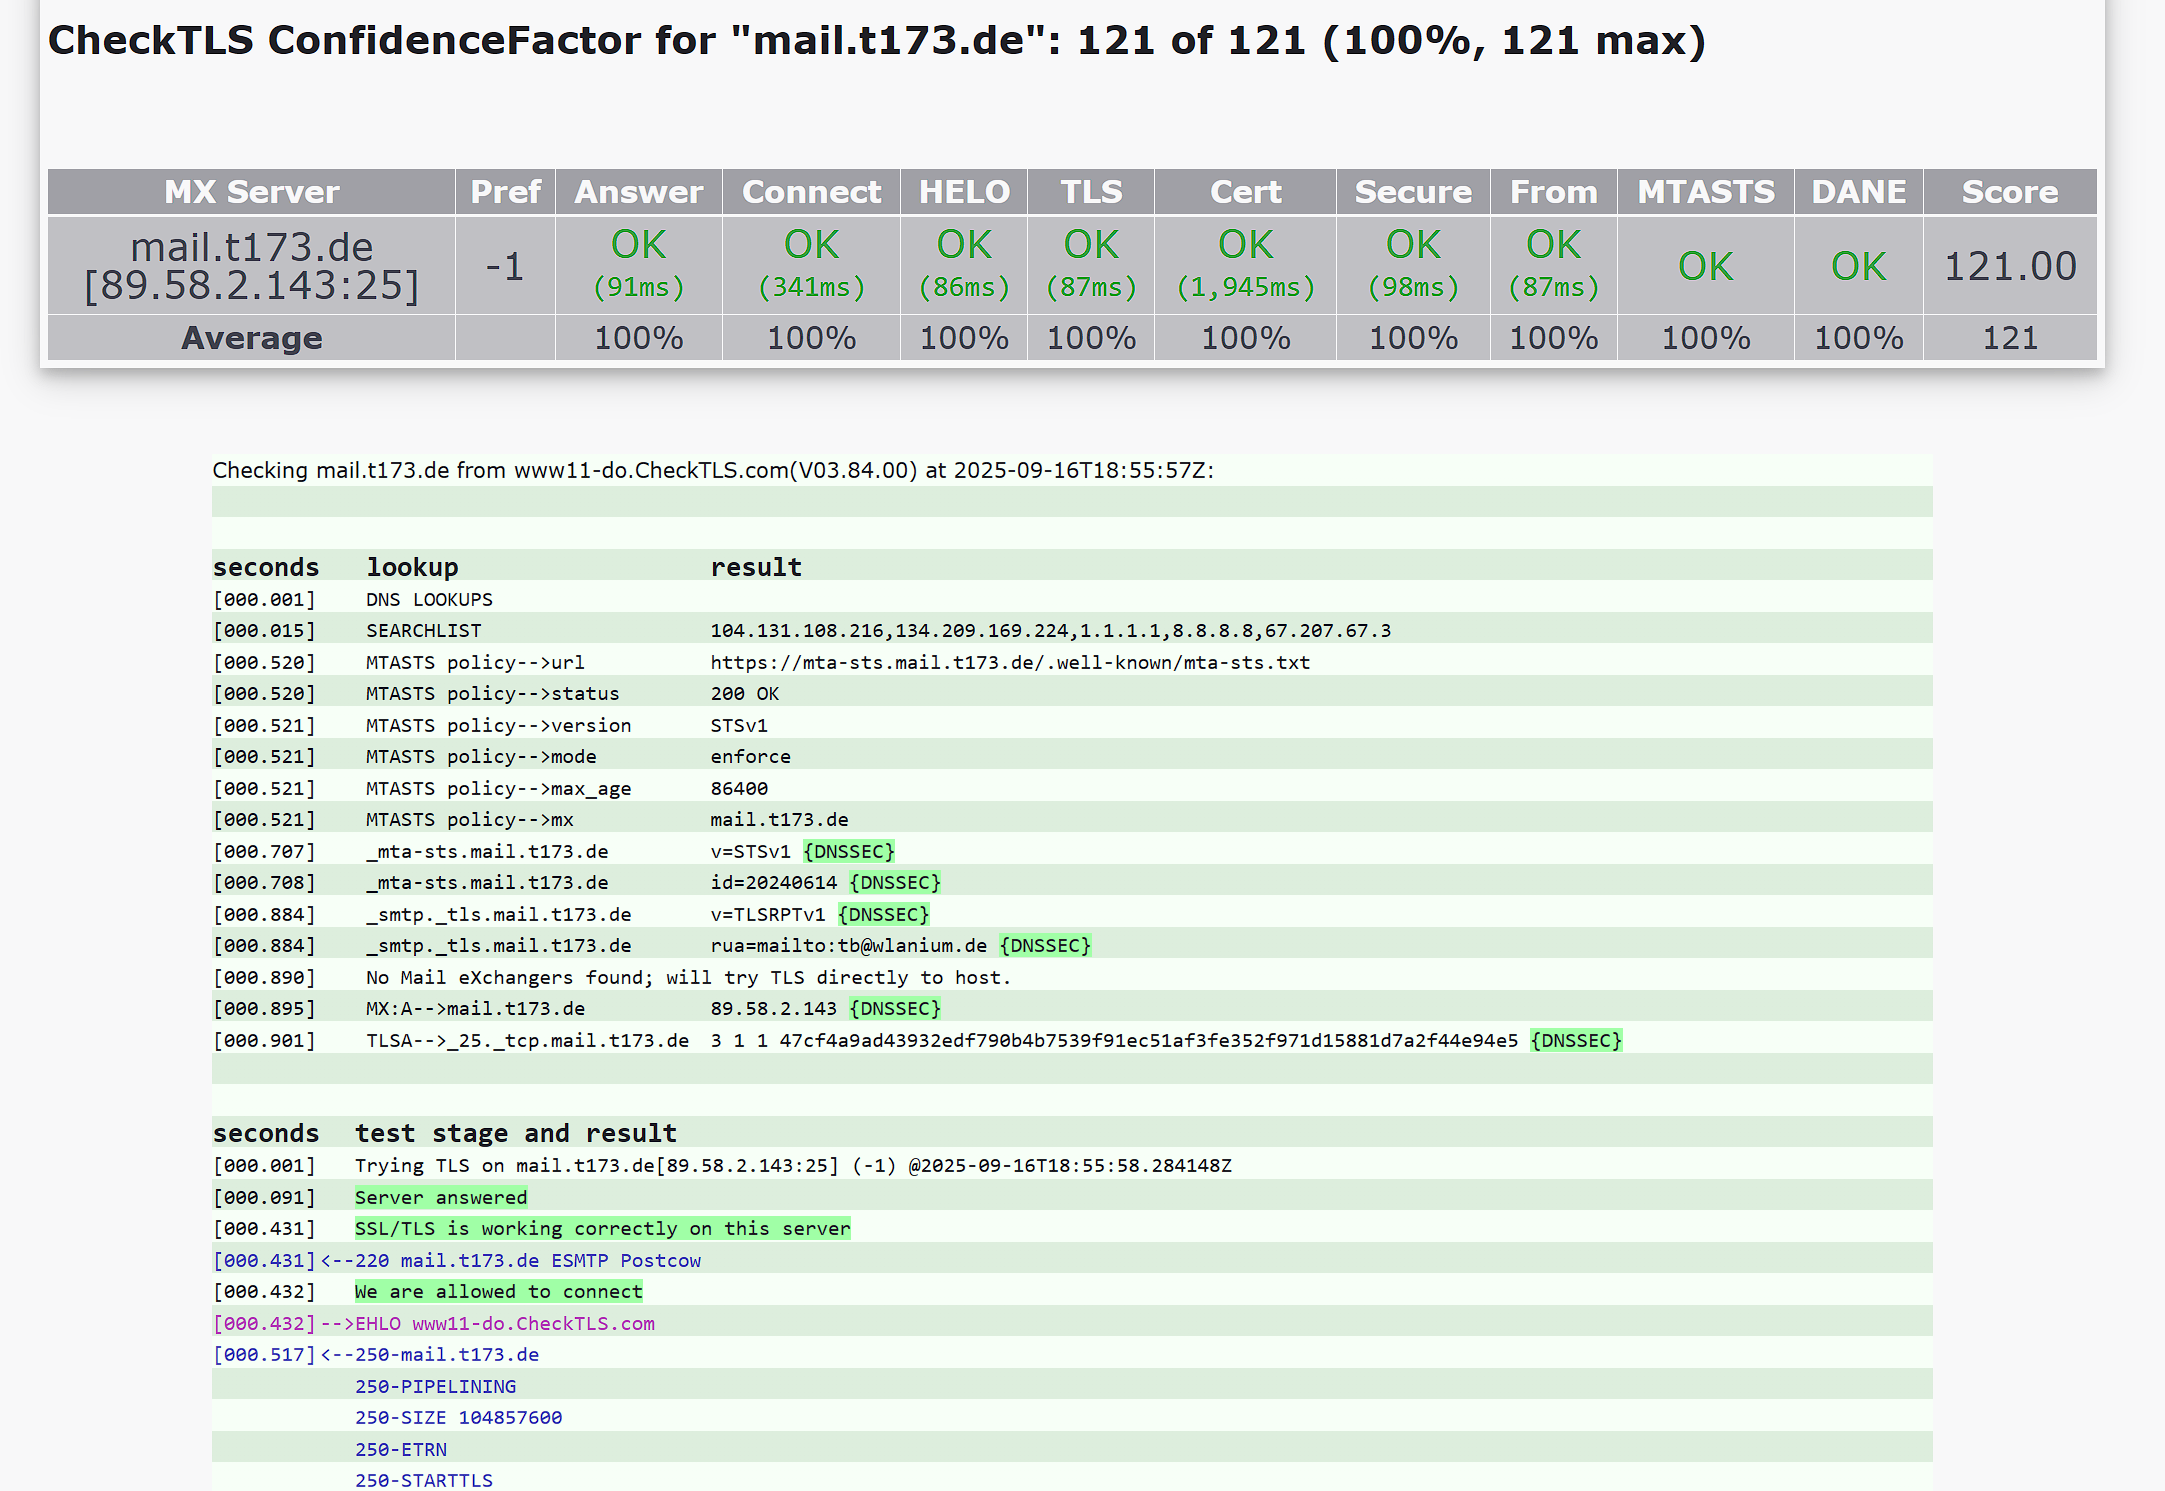 CheckTLS ConfidenceFactor for "mail.t173.de": 121 of 121 (100%, 121 max)
MX Server Pref Answer Connect HELO TLS Cert Secure From MTASTS DANE Score
mail.t173.de [89.58.2.143:25] -1 OK (91ms) OK (341ms) OK (86ms) OK (87ms) OK (1,945ms) OK (98ms) OK (87ms) OK OK 121.00
Average 100% 100% 100% 100% 100% 100% 100% 100% 100% 121
Checking mail.t173.de from www11-do.CheckTLS.com(V03.84.00) at 2025-09-16T18:55:57Z:
seconds lookup result
[000.001] DNS LOOKUPS
[000.015] SEARCHLIST 104.131.108.216,134.209.169.224,1.1.1.1,8.8.8.8,67.207.67.3
[000.520] MTASTS policy-->url https://mta-sts.mail.t173.de/.well-known/mta-sts.txt
[000.520] MTASTS policy-->status 200 OK
[000.521] MTASTS policy-->version STSv1
[000.521] MTASTS policy-->mode enforce
[000.521] MTASTS policy-->max_age 86400
[000.521] MTASTS policy-->mx mail.t173.de
[000.707] _mta-sts.mail.t173.de v=STSv1 {DNSSEC}
[000.708] _mta-sts.mail.t173.de id=20240614 {DNSSEC}
[000.884] _smtp._tls.mail.t173.de v=TLSRPTv1 {DNSSEC}
[000.884] _smtp._tls.mail.t173.de rua=mailto:tb@wlanium.de {DNSSEC}
[000.890] No Mail eXchangers found; will try TLS directly to host.
[000.895] MX:A-->mail.t173.de 89.58.2.143 {DNSSEC}
[000.901] TLSA-->_25._tcp.mail.t173.de 3 1 1 47cf4a9ad43932edf790b4b7539f91ec51af3fe352f971d15881d7a2f44e94e5 {DNSSEC}
seconds test stage and result
[000.001] Trying TLS on mail.t173.de[89.58.2.143:25] (-1) @2025-09-16T18:55:58.284148Z
[000.091] Server answered
[000.431] SSL/TLS is working correctly on this server
[000.431]<--220 mail.t173.de ESMTP Postcow
[000.432] We are allowed to connect
[000.432]-->EHLO www11-do.CheckTLS.com
[000.517]<--250-mail.t173.de
250-PIPELINING
250-SIZE 104857600
250-ETRN
250-STARTTLS